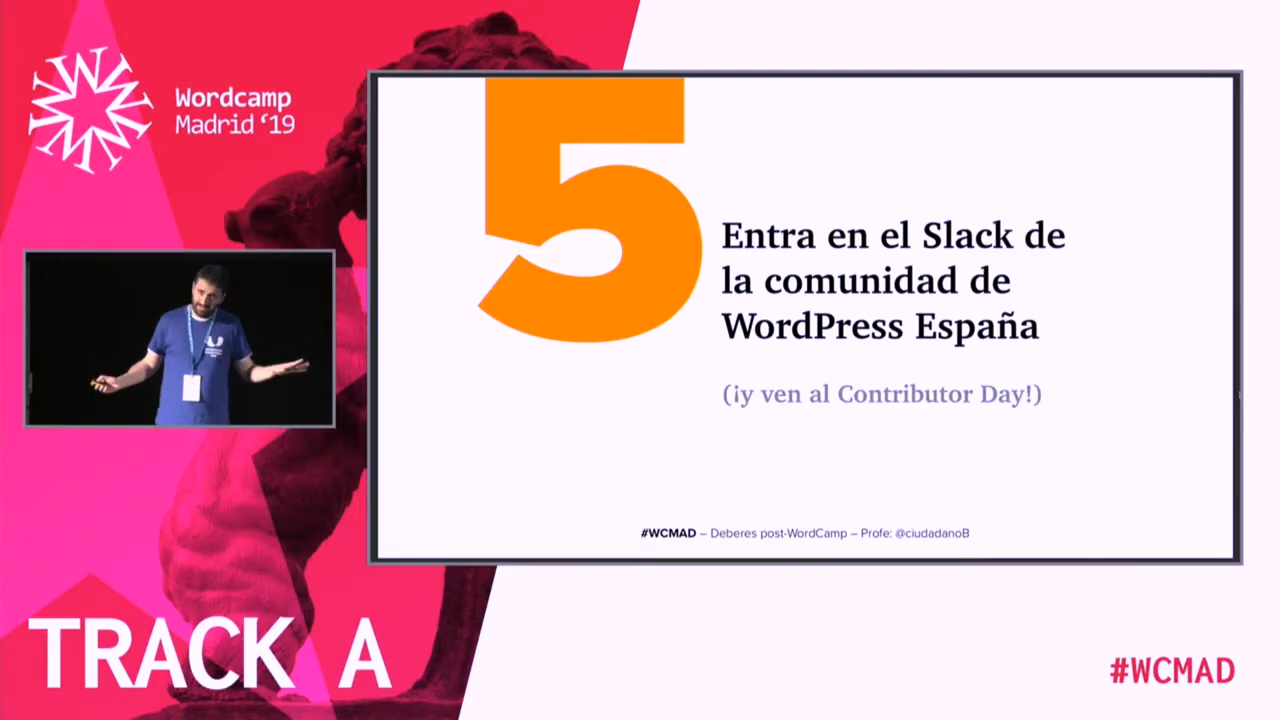 Wordcamp
Madrid ‘19
5
Entra en el Slack de
la comunidad de
WordPress España
(¡y ven al Contributor Day!)
#WCMAD – Deberes post-WordCamp – Profe: @ciudadanoB
TRACK A
#WCMAD